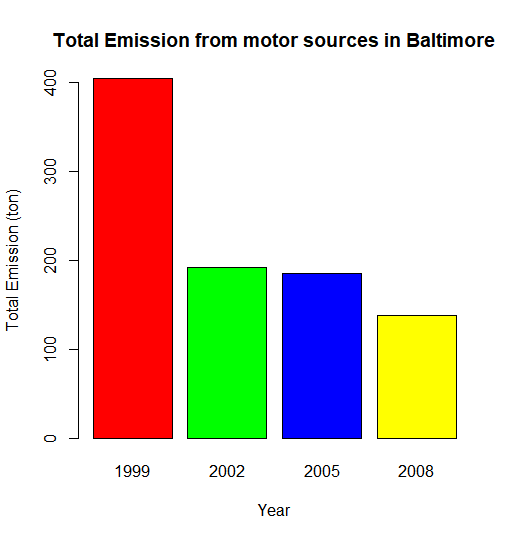 Total Emission from motor sources in Baltimore
Total Emission (ton)
400
300
200
100
0
1999 2002 2005 2008
Year